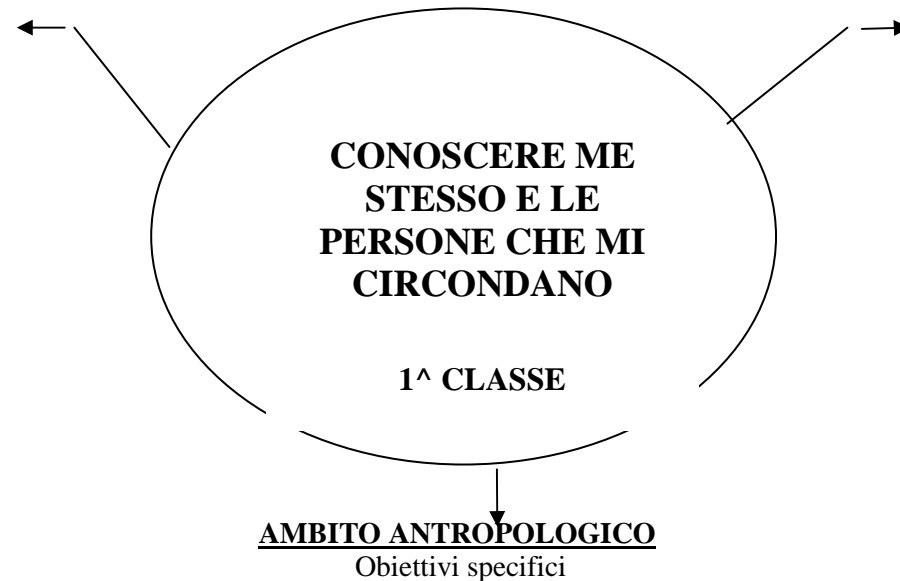 CONOSCERE ME
STESSO E LE
PERSONE CHE MI
CIRCONDANO
1^ CLASSE
AMBITO ANTROPOLOGICO
Obiettivi specifici